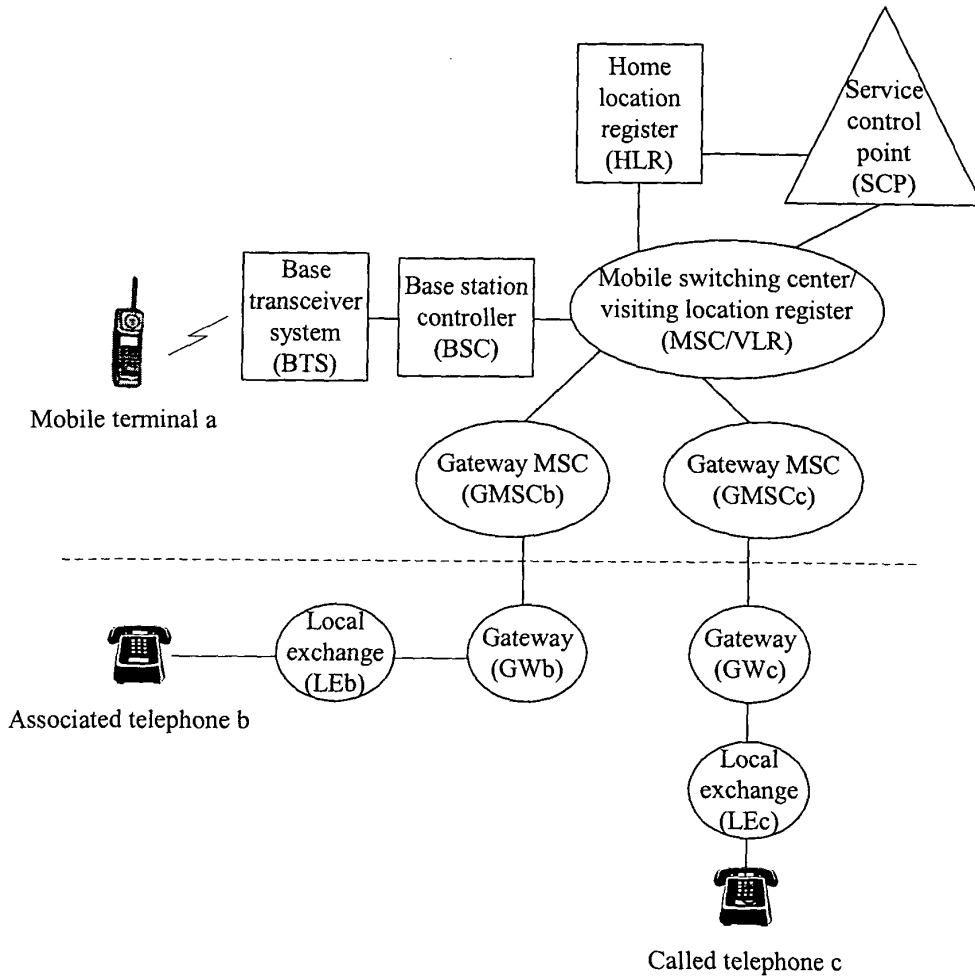 Home
location
register
(HLR)
Service
control
point
(SCP)
Base
transceiver
system
(BTS)
Base station
controller
(BSC)
Mobile switching center/
visiting location register
(MSC/VLR)
Mobile terminal a
Gateway MSC
(GMSCb)
Gateway MSC
(GMSCc)
Local
exchange
(LEb)
Gateway
(GWb)
Gateway
(GWc)
Associated telephone b
Local
exchange
(LEc)
Called telephone c